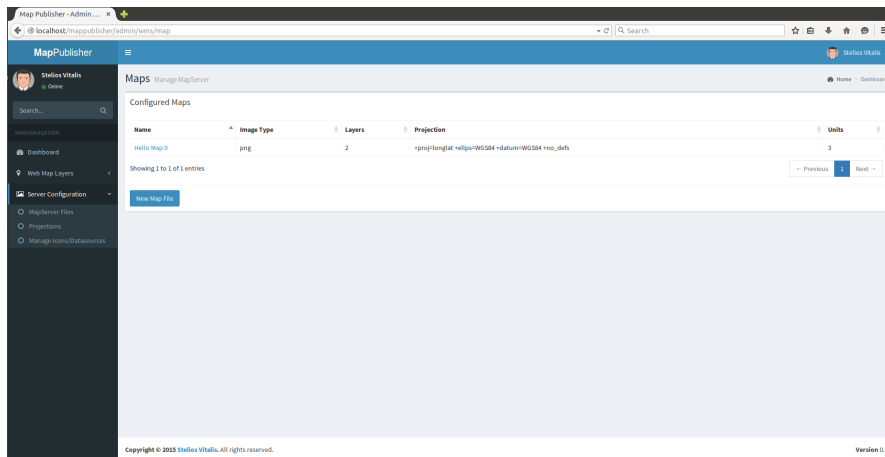 Map Publisher - Admin ... ×
localhost/mappublisher/admin/wms/map
Search
MapPublisher
Stelios Vitalis
Stelios Vitalis
Online
Search...
MAIN NAVIGATION
Dashboard
Web Map Layers
Server Configuration
MapServer Files
Projections
Manage Icons/Datasources
Maps Manage MapServer
Home > Dashboar
Configured Maps
Name Image Type Layers Projection Units
Hello Map 0 png 2 +proj=longlat +ellps=WGS84 +datum=WGS84 +no_defs 3
Showing 1 to 1 of 1 entries
← Previous 1 Next →
New Map File
Copyright © 2015 Stelios Vitalis. All rights reserved.
Version 0.